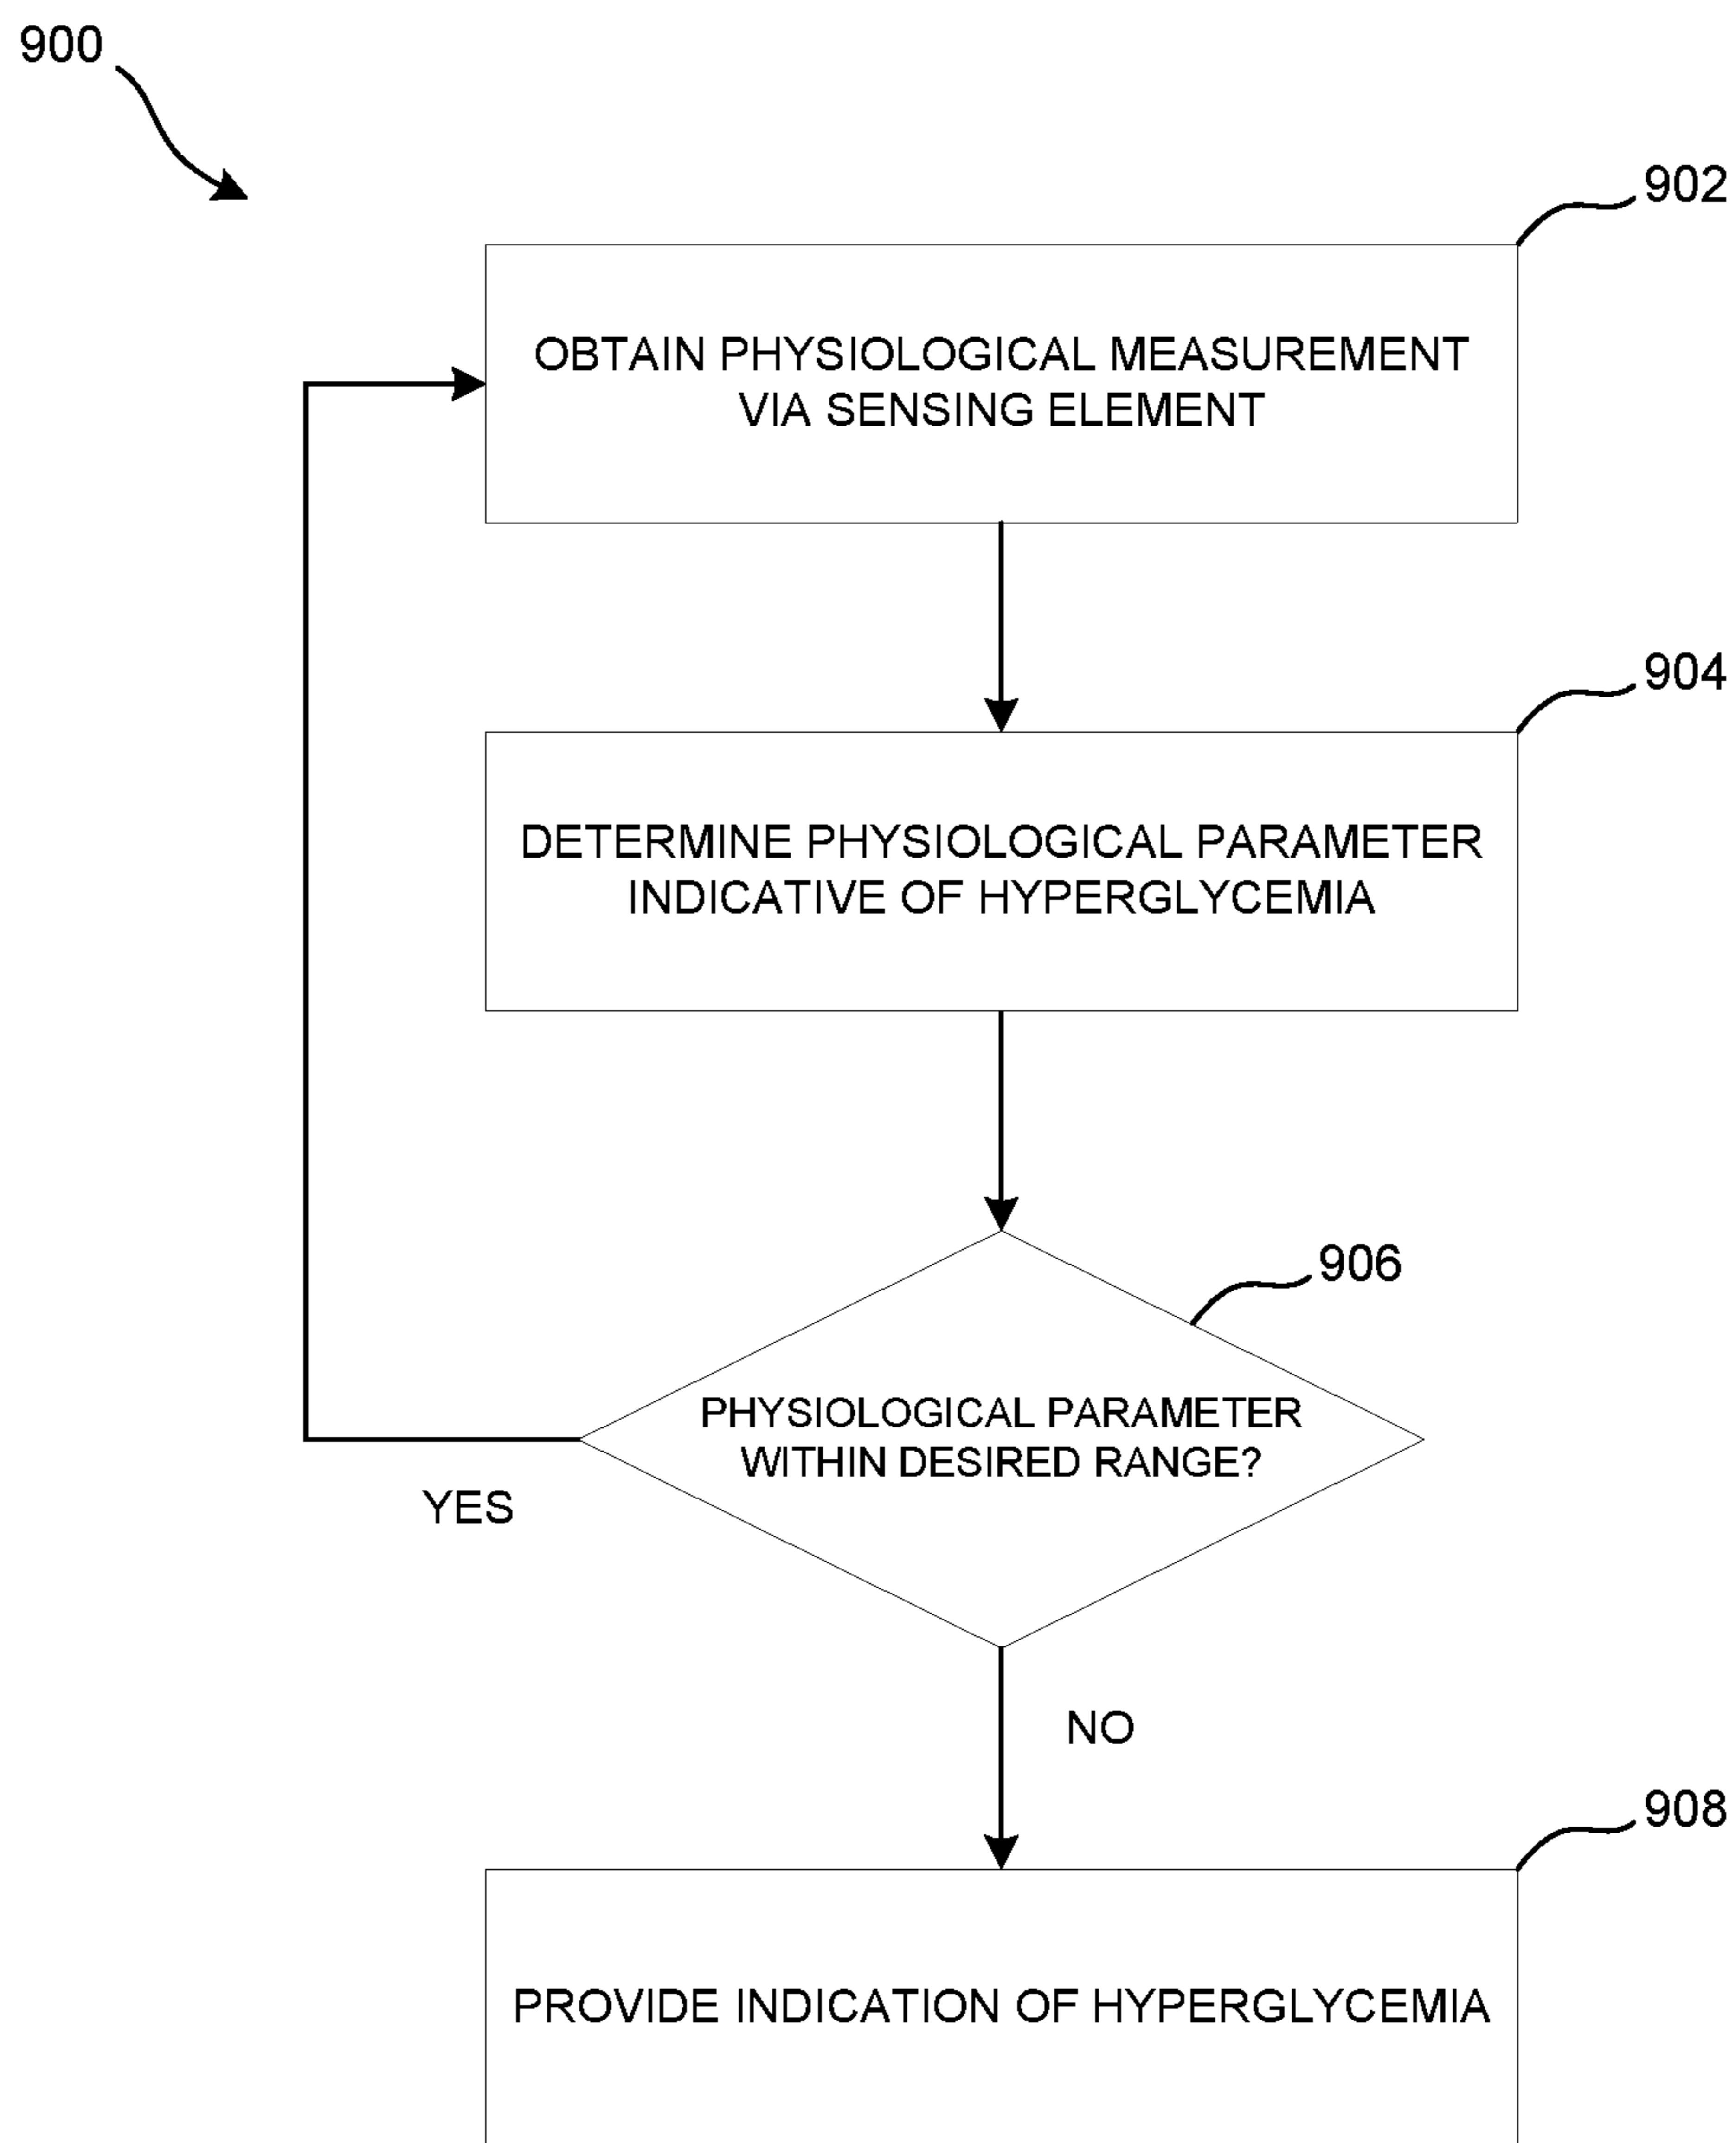 900
902
OBTAIN PHYSIOLOGICAL MEASUREMENT
VIA SENSING ELEMENT
904
DETERMINE PHYSIOLOGICAL PARAMETER
INDICATIVE OF HYPERGLYCEMIA
906
PHYSIOLOGICAL PARAMETER
WITHIN DESIRED RANGE?
YES
NO
908
PROVIDE INDICATION OF HYPERGLYCEMIA